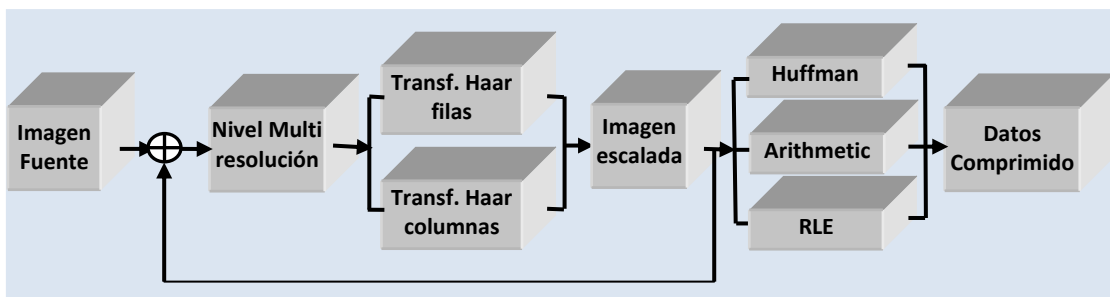 Imagen
Fuente
Nivel Multi
resolución
Transf. Haar
filas
Transf. Haar
columnas
Imagen
escalada
Huffman
Arithmetic
RLE
Datos
Comprimido